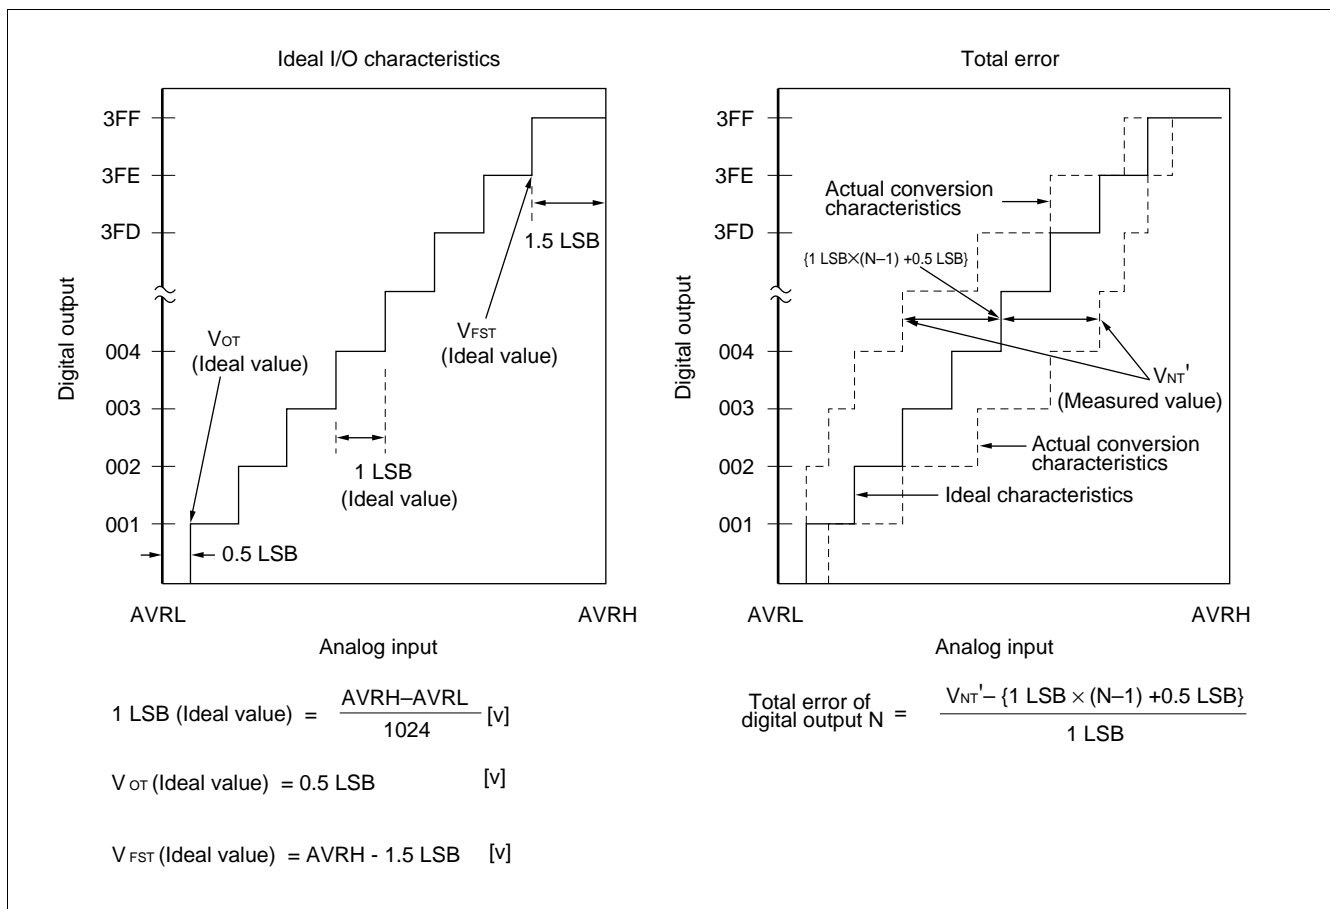 Ideal I/O characteristics
3FF
3FE
3FD
004
003
002
001
Digital output
VOT
(Ideal value)
VFST
(Ideal value)
1.5 LSB
1 LSB
(Ideal value)
0.5 LSB
AVRL
AVRH
Analog input
1 LSB (Ideal value) = AVRH–AVRL / 1024 [v]
VOT (Ideal value) = 0.5 LSB [v]
VFST (Ideal value) = AVRH - 1.5 LSB [v]
Total error
3FF
3FE
3FD
004
003
002
001
Digital output
Actual conversion
characteristics
{1 LSB×(N–1) +0.5 LSB}
VNT'
(Measured value)
Actual conversion
characteristics
Ideal characteristics
AVRL
AVRH
Analog input
Total error of
digital output N = VNT' – {1 LSB × (N–1) +0.5 LSB} / 1 LSB